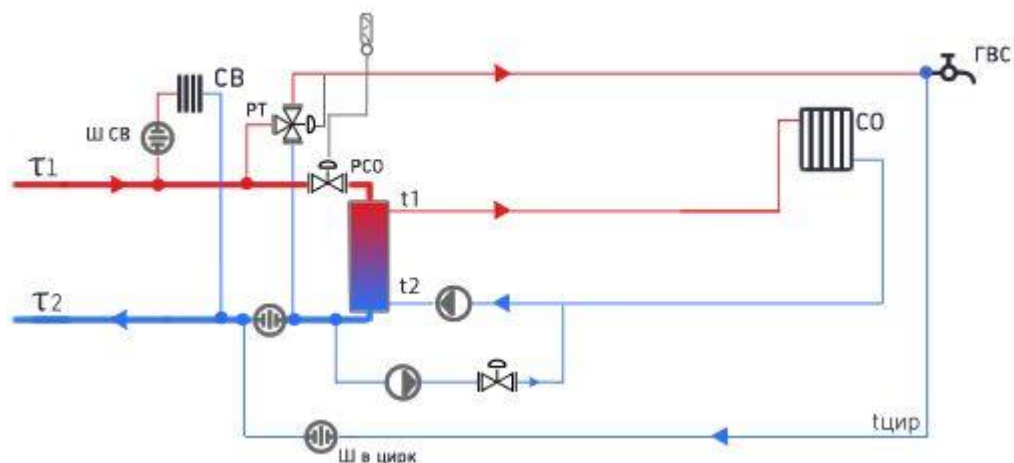 ГВС
СВ
РТ
СО
Ш СВ
τ1
РСО
t1
t2
τ2
tцир
Ш в цирк